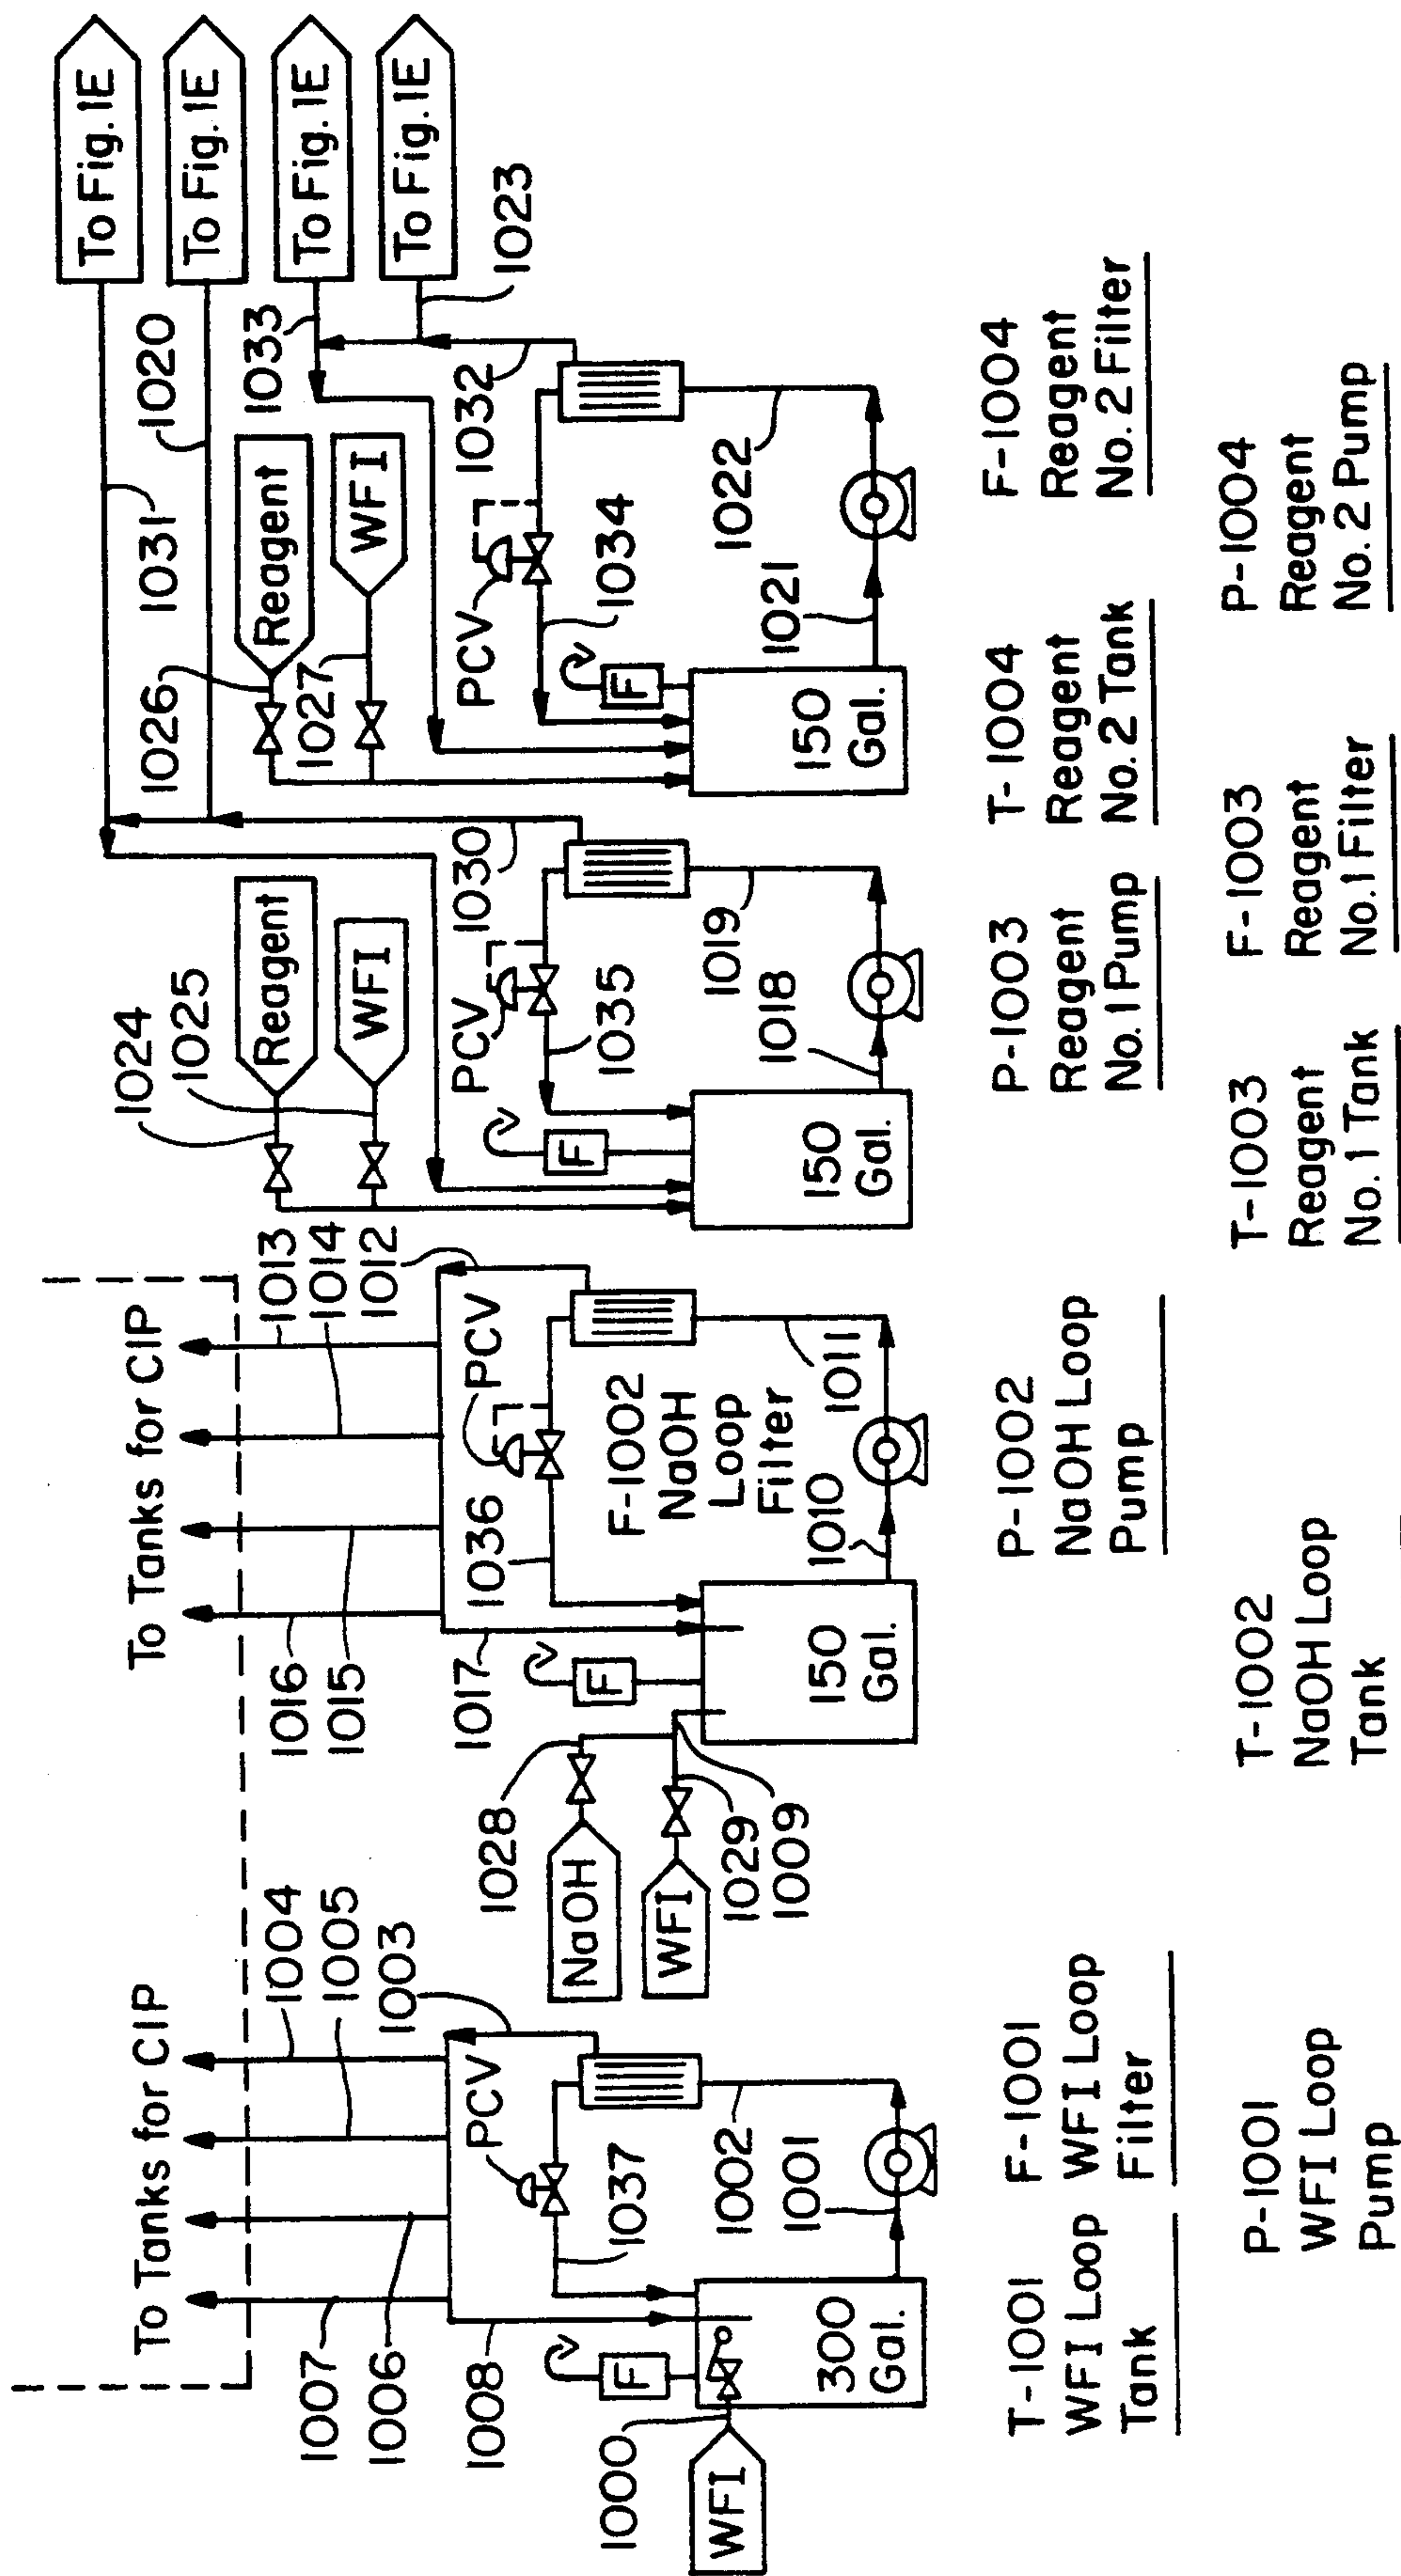 To Tanks for CIP
To Tanks for CIP
To Fig. 1E
To Fig. 1E
To Fig. 1E
To Fig. 1E
1007
1006
1008
1004
1005
1003
PCV
1037
1002
1001
1000
WFI
F
300
Gal.
1016
1015
1017
1036
1013
1014
1012
PCV
F-1002
NaOH
Loop
Filter
1011
1010
1028
NaOH
WFI
1029
1009
F
150
Gal.
1024
1025
Reagent
WFI
PCV
1030
1035
1019
1018
F
150
Gal.
1031
1020
1026
1027
Reagent
WFI
1033
1023
1032
PCV
1034
1022
1021
F
150
Gal.
T-1001
WFI Loop
Tank
F-1001
WFI Loop
Filter
P-1002
NaOH Loop
Pump
P-1003
Reagent
No. 1 Pump
T-1004
Reagent
No. 2 Tank
F-1004
Reagent
No. 2 Filter
P-1001
WFI Loop
Pump
T-1002
NaOH Loop
Tank
T-1003
Reagent
No. 1 Tank
F-1003
Reagent
No. 1 Filter
P-1004
Reagent
No. 2 Pump